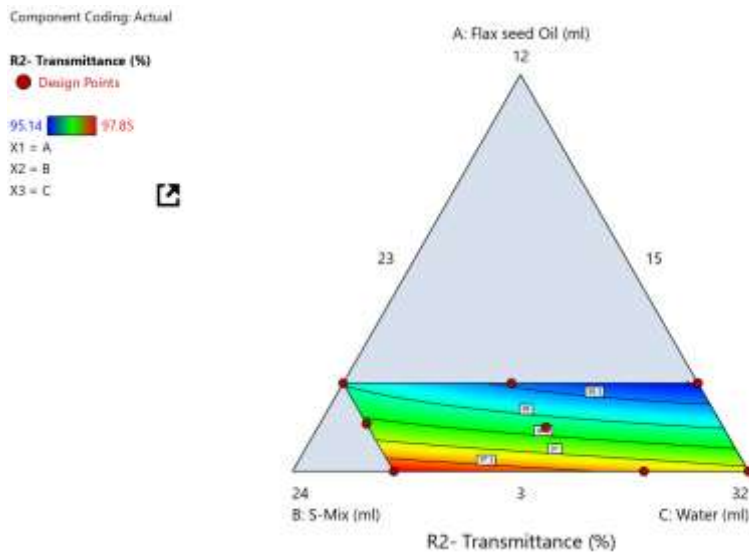 Component Coding: Actual
R2- Transmittance (%)
Design Points
95.14 97.85
X1 = A
X2 = B
X3 = C
A: Flax seed Oil (ml)
12
23
15
24
3
32
B: S-Mix (ml)
C: Water (ml)
R2- Transmittance (%)